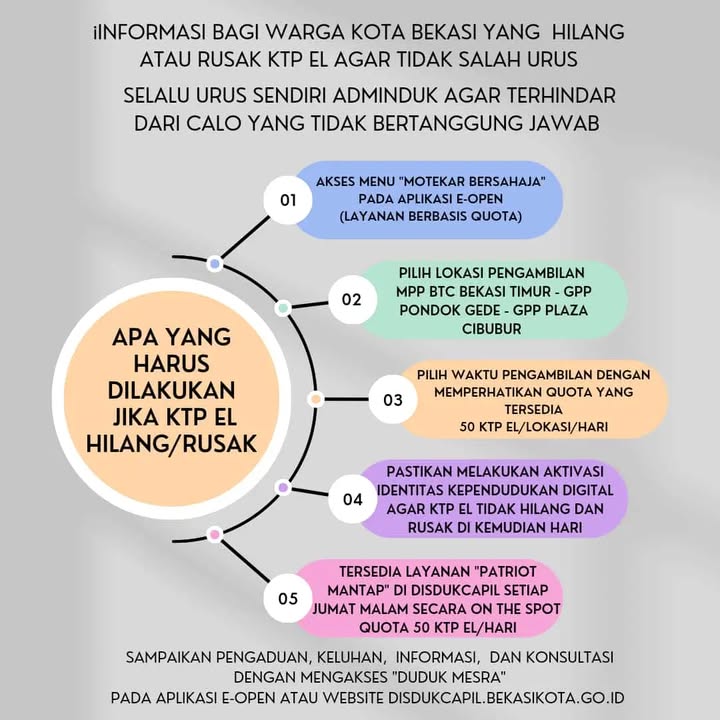 iINFORMASI BAGI WARGA KOTA BEKASI YANG HILANG
ATAU RUSAK KTP EL AGAR TIDAK SALAH URUS
SELALU URUS SENDIRI ADMINDUK AGAR TERHINDAR
DARI CALO YANG TIDAK BERTANGGUNG JAWAB
APA YANG
HARUS
DILAKUKAN
JIKA KTP EL
HILANG/RUSAK
01
AKSES MENU "MOTEKAR BERSAHAJA"
PADA APLIKASI E-OPEN
(LAYANAN BERBASIS QUOTA)
02
PILIH LOKASI PENGAMBILAN
MPP BTC BEKASI TIMUR - GPP
PONDOK GEDE - GPP PLAZA
CIBUBUR
03
PILIH WAKTU PENGAMBILAN DENGAN
MEMPERHATIKAN QUOTA YANG
TERSEDIA
50 KTP EL/LOKASI/HARI
04
PASTIKAN MELAKUKAN AKTIVASI
IDENTITAS KEPENDUDUKAN DIGITAL
AGAR KTP EL TIDAK HILANG DAN
RUSAK DI KEMUDIAN HARI
05
TERSEDIA LAYANAN "PATRIOT
MANTAP" DI DISDUKCAPIL SETIAP
JUMAT MALAM SECARA ON THE SPOT
QUOTA 50 KTP EL/HARI
SAMPAIKAN PENGADUAN, KELUHAN, INFORMASI, DAN KONSULTASI
DENGAN MENGAKSES "DUDUK MESRA"
PADA APLIKASI E-OPEN ATAU WEBSITE DISDUKCAPIL.BEKASIKOTA.GO.ID